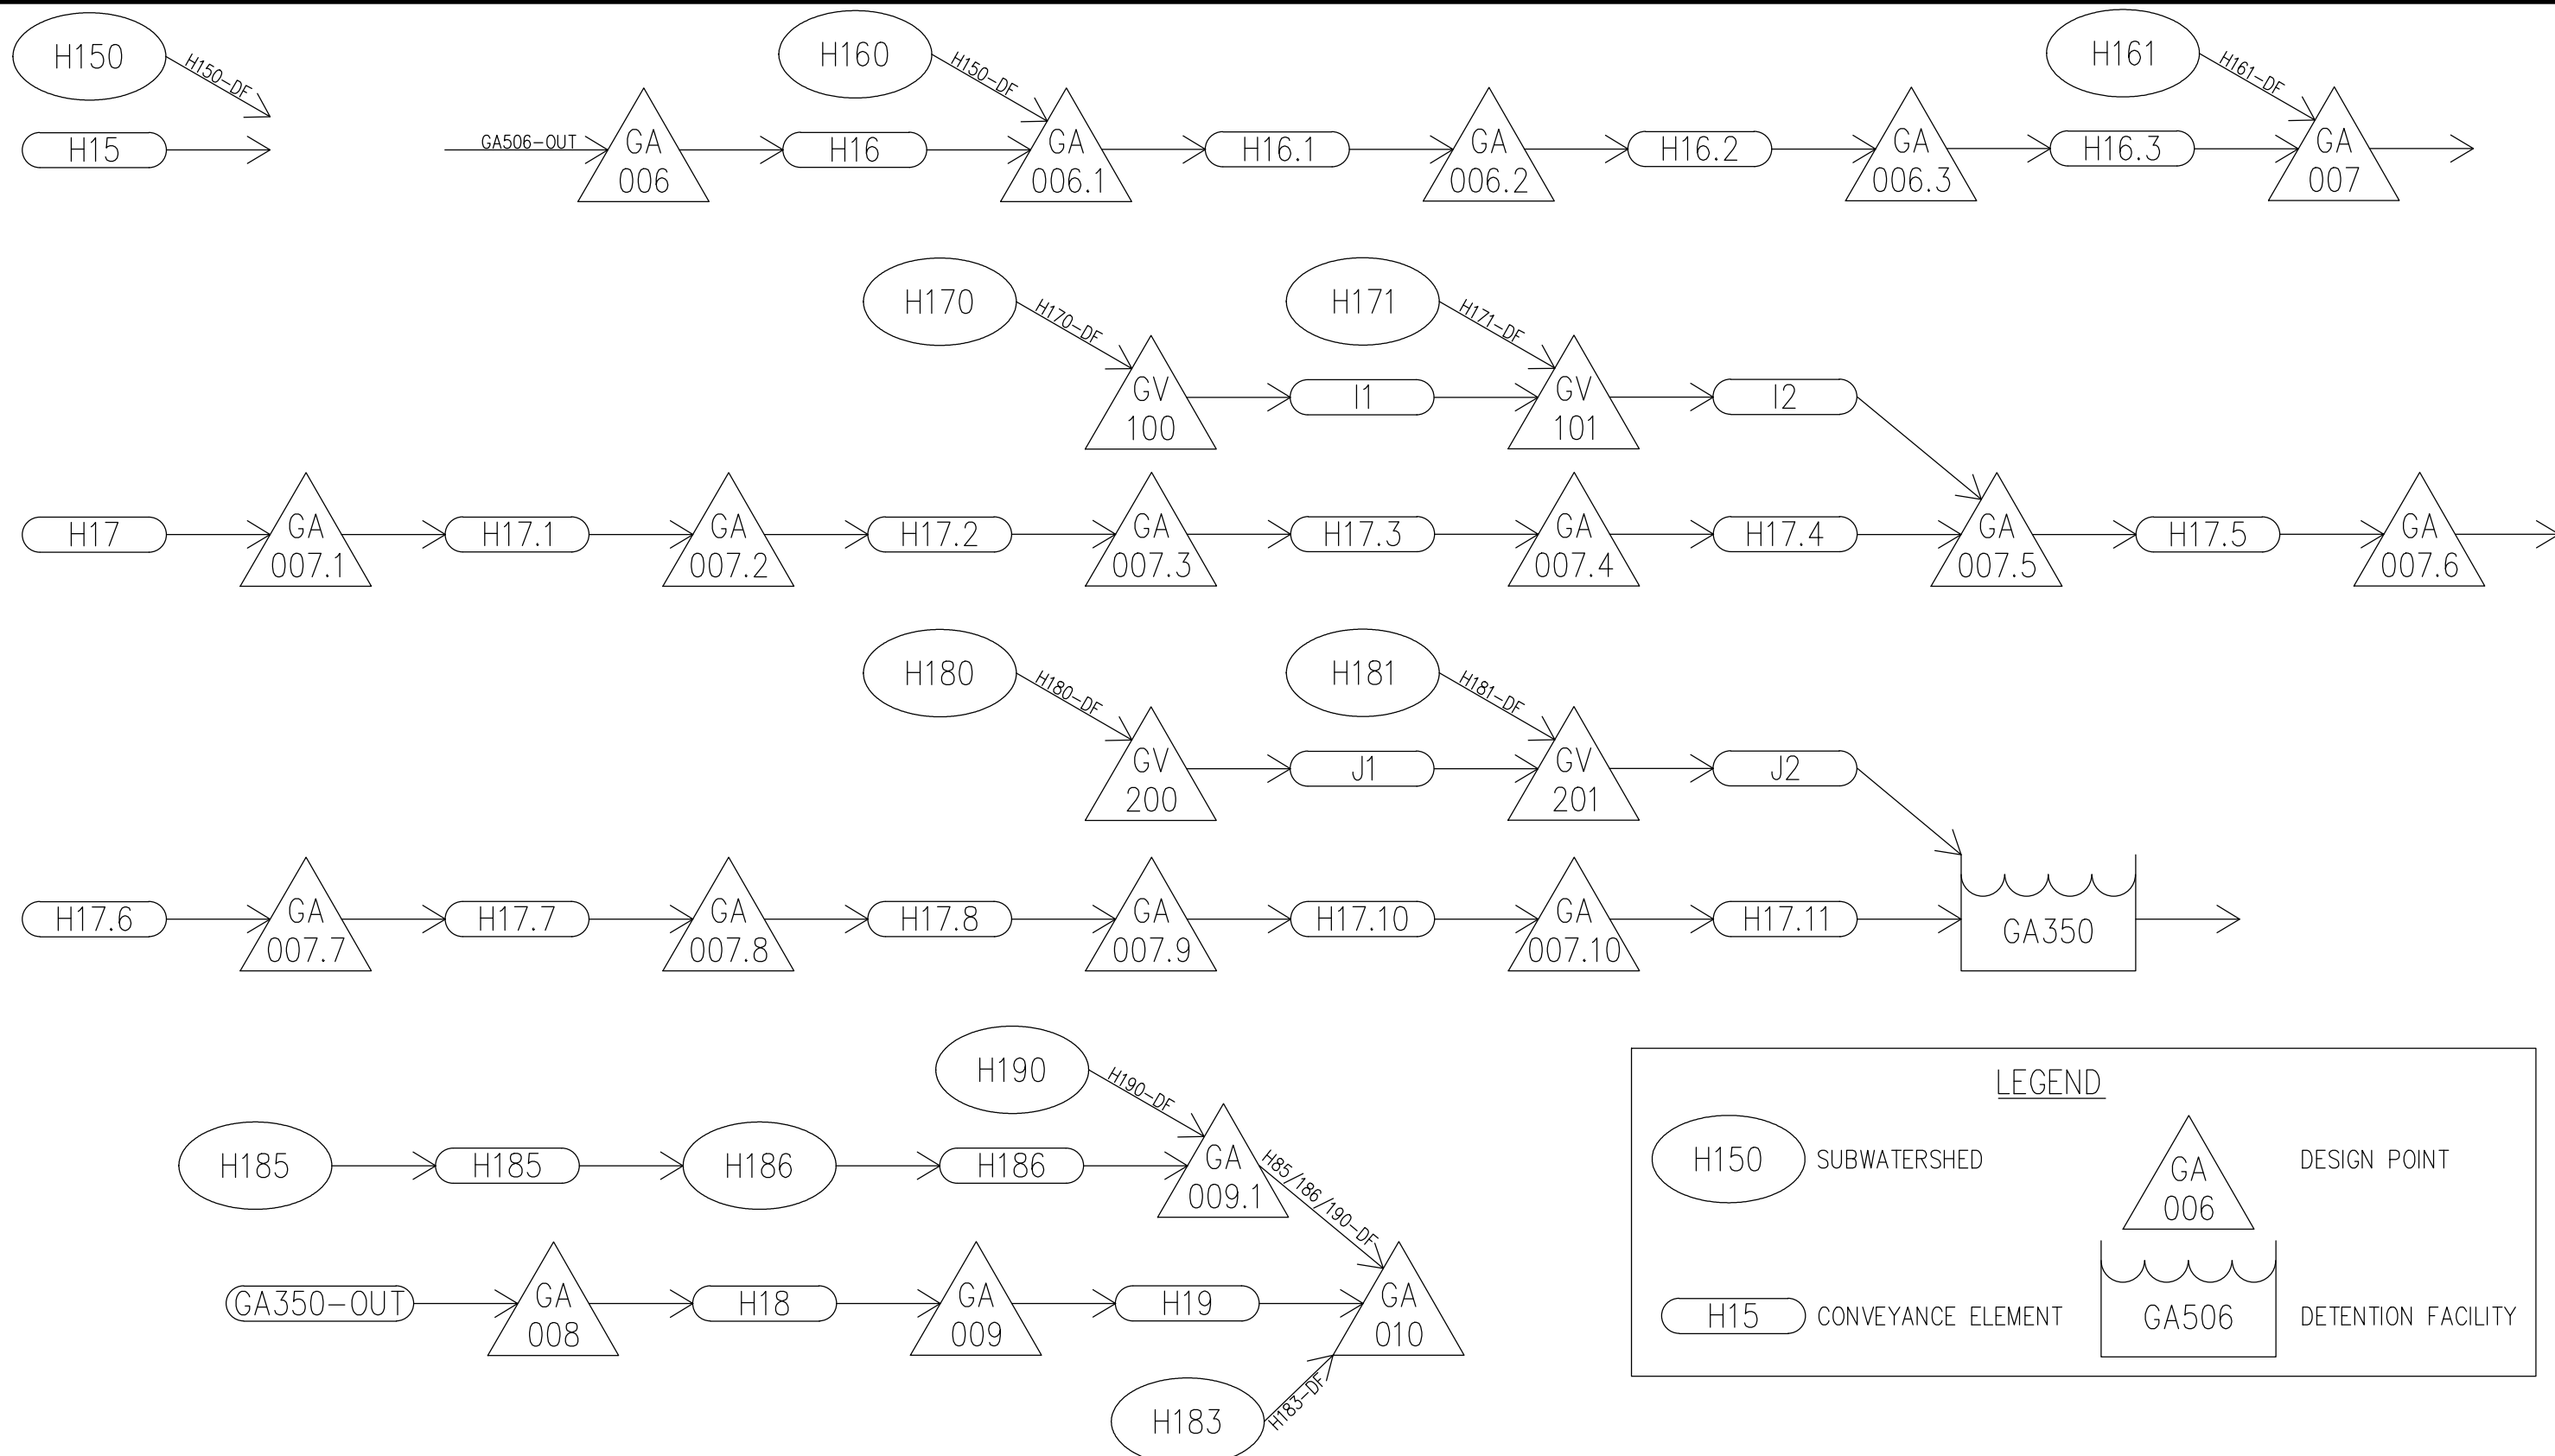 H150
H150-DF
H15
GA506-OUT
GA
006
H16
H160
H150-DF
GA
006.1
H16.1
GA
006.2
H16.2
GA
006.3
H16.3
H161
H161-DF
GA
007
H170
H170-DF
GV
100
I1
H171
H171-DF
GV
101
I2
H17
GA
007.1
H17.1
GA
007.2
H17.2
GA
007.3
H17.3
GA
007.4
H17.4
GA
007.5
H17.5
GA
007.6
H180
H180-DF
GV
200
J1
H181
H181-DF
GV
201
J2
H17.6
GA
007.7
H17.7
GA
007.8
H17.8
GA
007.9
H17.10
GA
007.10
H17.11
GA350
H190
H190-DF
H185
H185
H186
H186
GA
009.1
H85/186/190-DF
GA350-OUT
GA
008
H18
GA
009
H19
GA
010
H183
H183-DF
LEGEND
H150
SUBWATERSHED
GA
006
DESIGN POINT
H15
CONVEYANCE ELEMENT
GA506
DETENTION FACILITY